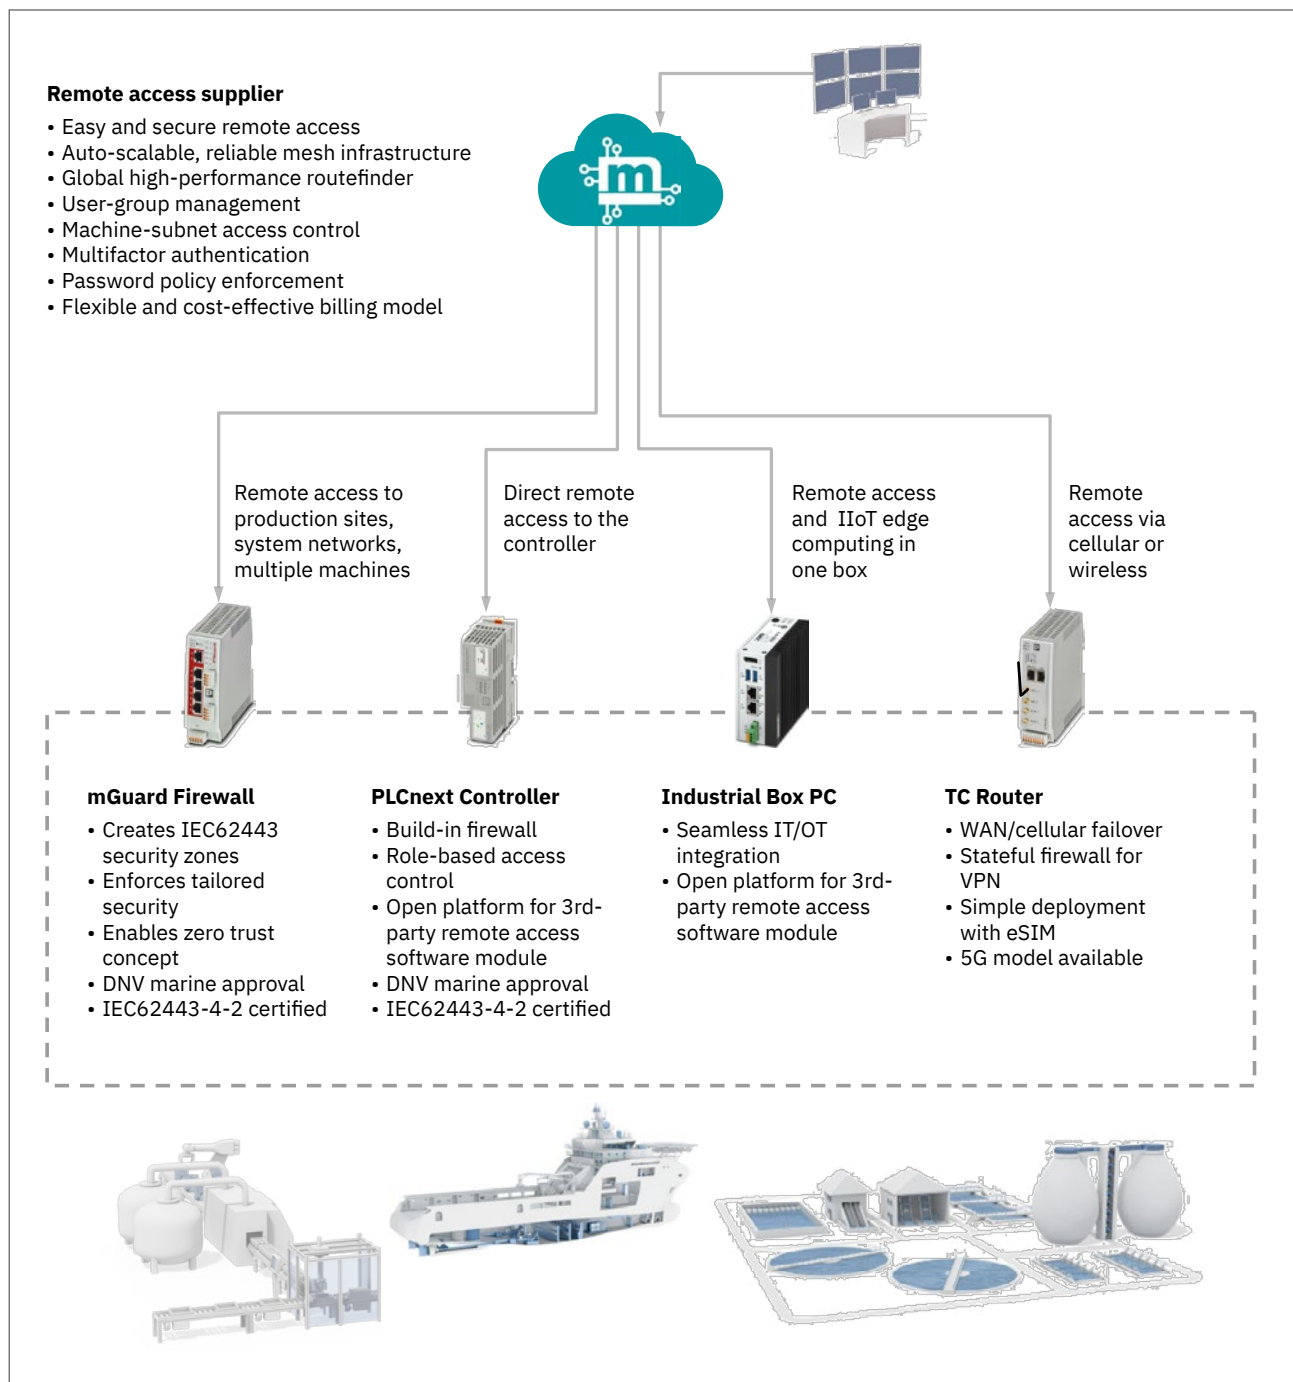 Remote access supplier
• Easy and secure remote access
• Auto-scalable, reliable mesh infrastructure
• Global high-performance routefinder
• User-group management
• Machine-subnet access control
• Multifactor authentication
• Password policy enforcement
• Flexible and cost-effective billing model
m
Remote access to
production sites,
system networks,
multiple machines
Direct remote
access to the
controller
Remote access
and IIoT edge
computing in
one box
Remote
access via
cellular or
wireless
mGuard Firewall
• Creates IEC62443
security zones
• Enforces tailored
security
• Enables zero trust
concept
• DNV marine approval
• IEC62443-4-2 certified
PLCnext Controller
• Build-in firewall
• Role-based access
control
• Open platform for 3rd-
party remote access
software module
• DNV marine approval
• IEC62443-4-2 certified
Industrial Box PC
• Seamless IT/OT
integration
• Open platform for 3rd-
party remote access
software module
TC Router
• WAN/cellular failover
• Stateful firewall for
VPN
• Simple deployment
with eSIM
• 5G model available